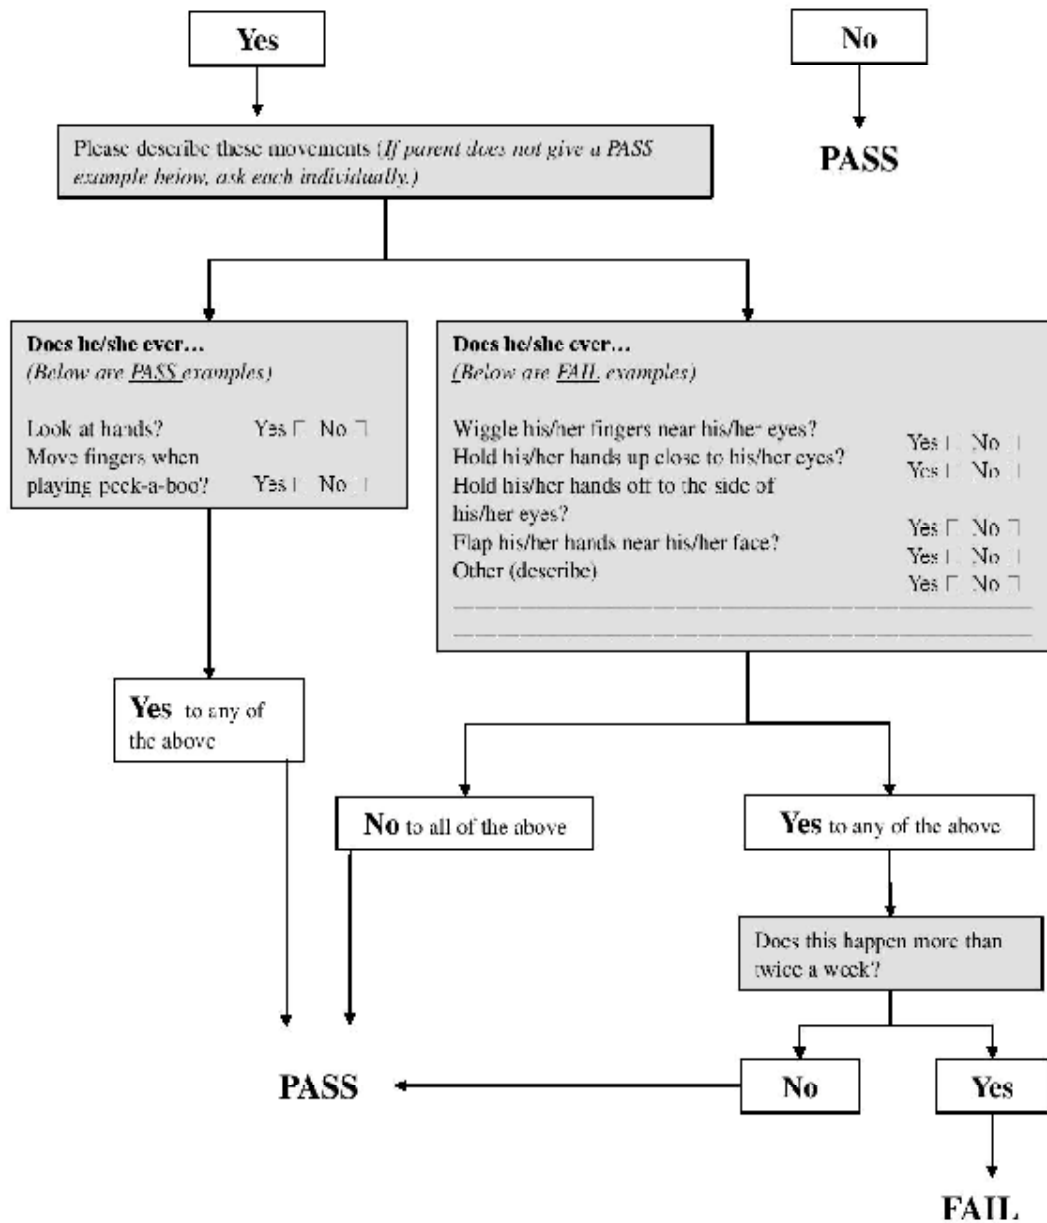 Yes
No
Please describe these movements (If parent does not give a PASS
example below, ask each individually.)
PASS
Does he/she ever...
(Below are PASS examples)
Look at hands? Yes □ No □
Move fingers when
playing peek-a-boo? Yes □ No □
Does he/she ever...
(Below are FAIL examples)
Wiggle his/her fingers near his/her eyes? Yes □ No □
Hold his/her hands up close to his/her eyes? Yes □ No □
Hold his/her hands off to the side of
his/her eyes? Yes □ No □
Flap his/her hands near his/her face? Yes □ No □
Other (describe) Yes □ No □
Yes to any of
the above
No to all of the above
Yes to any of the above
Does this happen more than
twice a week?
PASS
No
Yes
FAIL